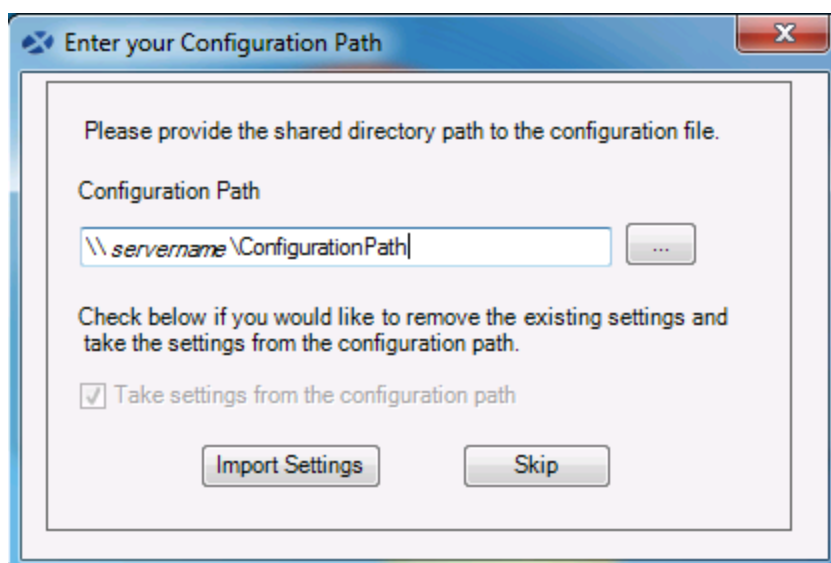 Enter your Configuration Path
Please provide the shared directory path to the configuration file.
Configuration Path
\\servername\ConfigurationPath
...
Check below if you would like to remove the existing settings and
take the settings from the configuration path.
Take settings from the configuration path
Import Settings
Skip